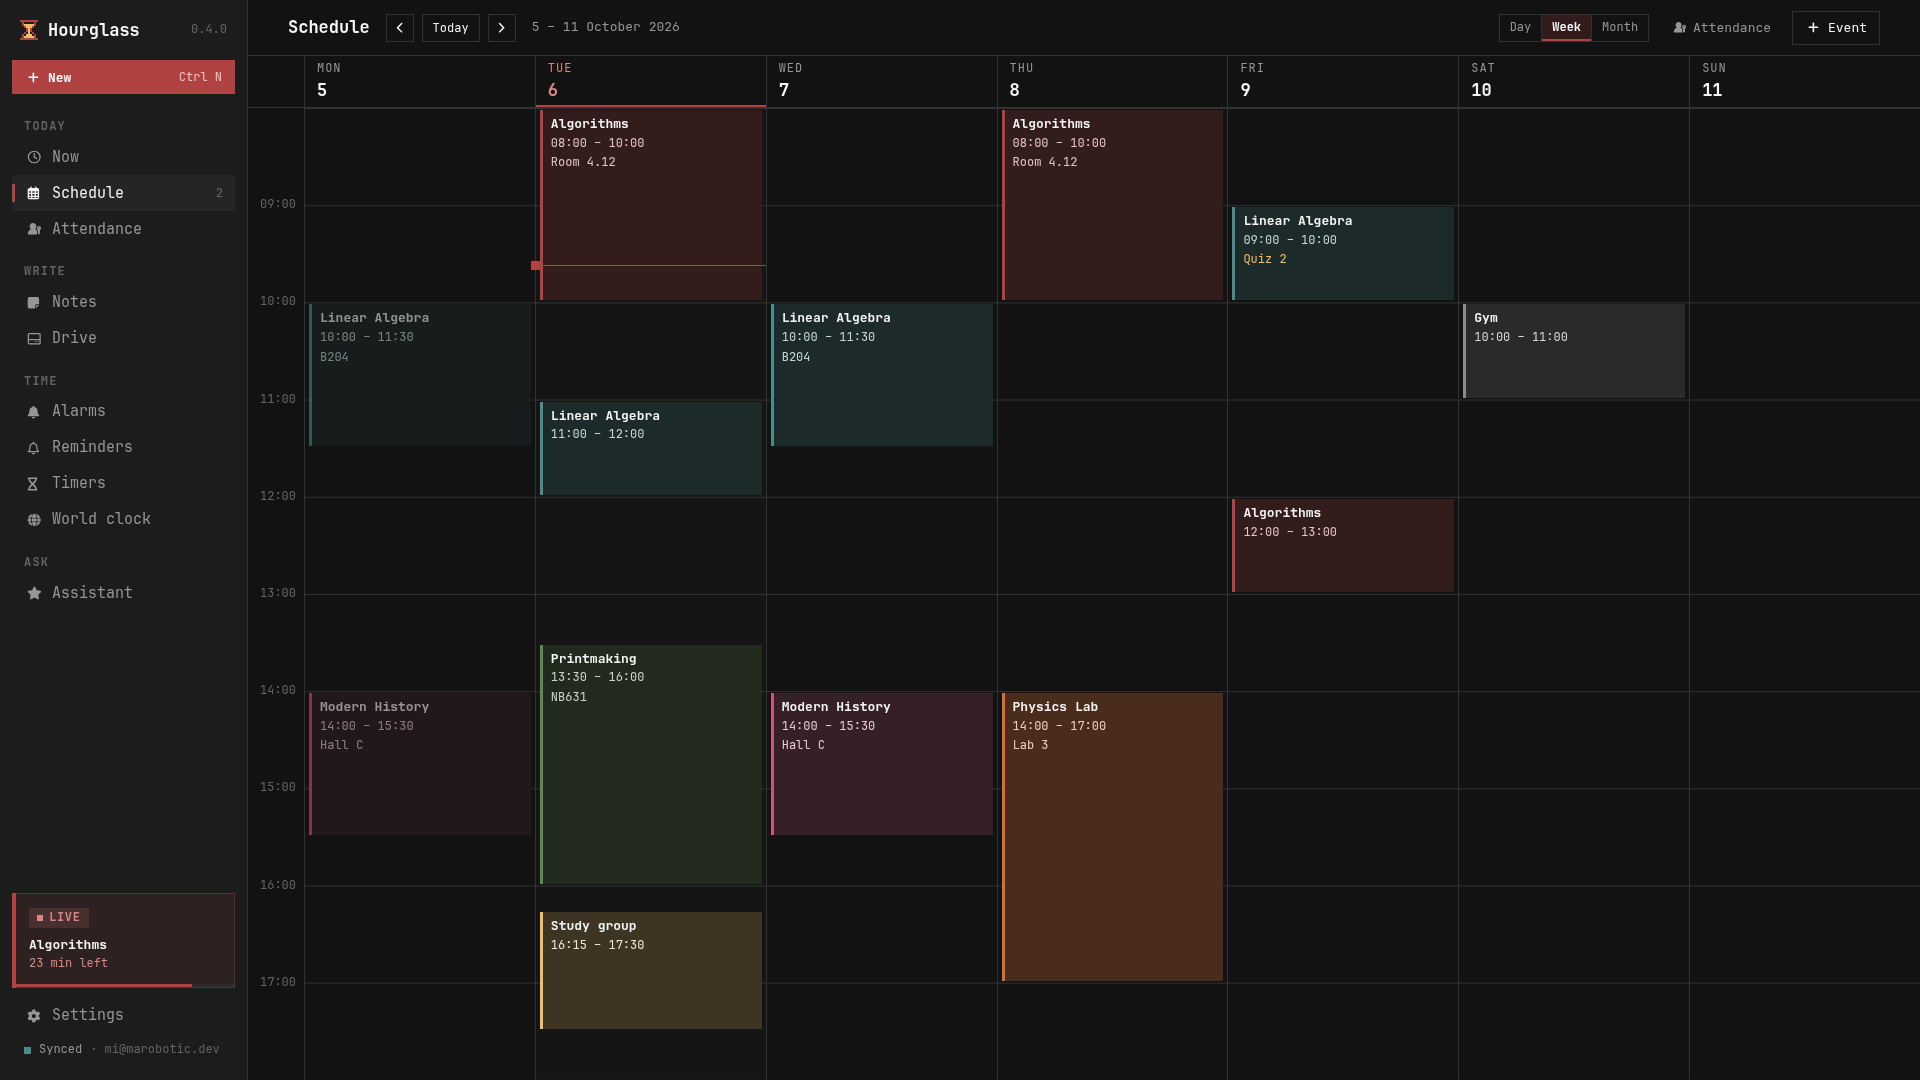 Hourglass 0.4.0
New Ctrl N
TODAY
Now
Schedule 2
Attendance
WRITE
Notes
Drive
TIME
Alarms
Reminders
Timers
World clock
ASK
Assistant
LIVE
Algorithms
23 min left
Settings
Synced · mi@marobotic.dev
Schedule Today 5 – 11 October 2026 Day Week Month Attendance + Event
MON TUE WED THU FRI SAT SUN
5 6 7 8 9 10 11
09:00
10:00
11:00
12:00
13:00
14:00
15:00
16:00
17:00
Linear Algebra
10:00 – 11:30
B204
Modern History
14:00 – 15:30
Hall C
Algorithms
08:00 – 10:00
Room 4.12
Linear Algebra
11:00 – 12:00
Printmaking
13:30 – 16:00
NB631
Study group
16:15 – 17:30
Linear Algebra
10:00 – 11:30
B204
Modern History
14:00 – 15:30
Hall C
Algorithms
08:00 – 10:00
Room 4.12
Physics Lab
14:00 – 17:00
Lab 3
Linear Algebra
09:00 – 10:00
Quiz 2
Algorithms
12:00 – 13:00
Gym
10:00 – 11:00